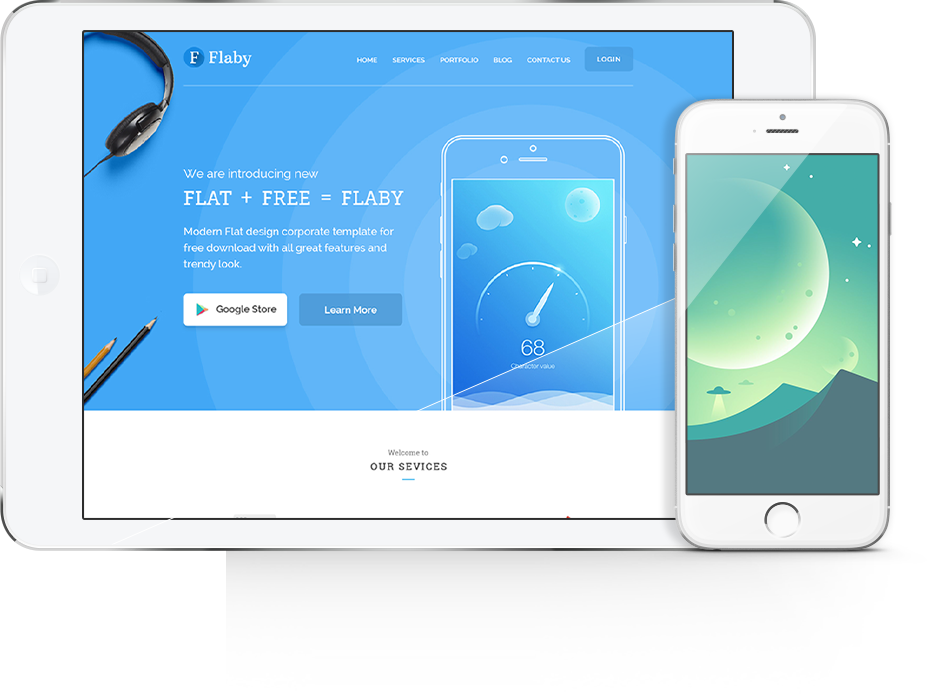 F Flaby
HOME SERVICES PORTFOLIO BLOG CONTACT US LOGIN
We are introducing new
FLAT + FREE = FLABY
Modern Flat design corporate template for
free download with all great features and
trendy look.
Google Store Learn More
68
Character value
Welcome to
OUR SEVICES